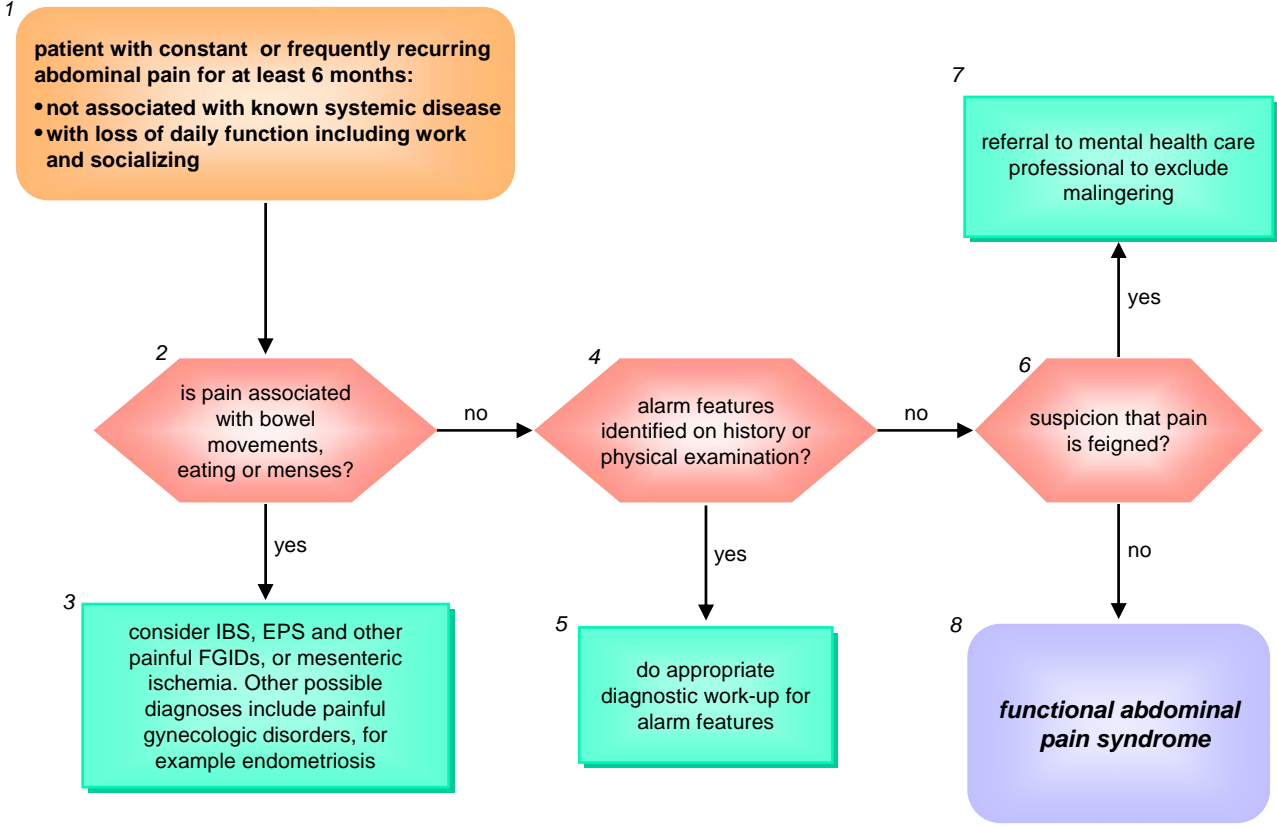 1
patient with constant or frequently recurring
abdominal pain for at least 6 months:
• not associated with known systemic disease
• with loss of daily function including work
and socializing
2
is pain associated
with bowel
movements,
eating or menses?
no
yes
3
consider IBS, EPS and other
painful FGIDs, or mesenteric
ischemia. Other possible
diagnoses include painful
gynecologic disorders, for
example endometriosis
4
alarm features
identified on history or
physical examination?
no
yes
5
do appropriate
diagnostic work-up for
alarm features
6
suspicion that pain
is feigned?
yes
7
referral to mental health care
professional to exclude
malingering
no
8
functional abdominal
pain syndrome